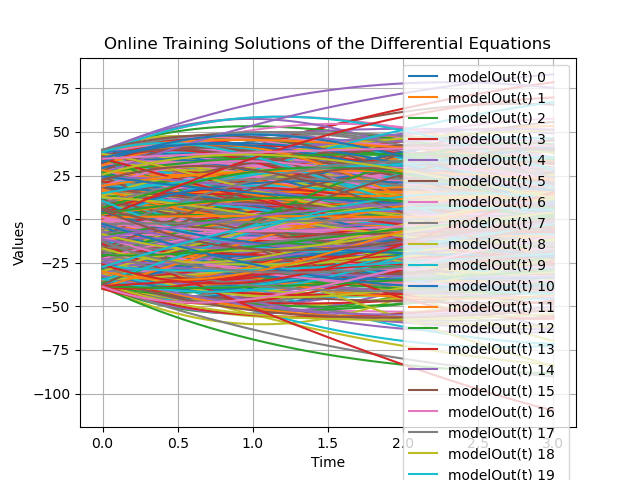 Online Training Solutions of the Differential Equations
Values
75
50
25
0
−25
−50
−75
−100
0.0 0.5 1.0 1.5 2.0 2.5 3.0
Time
modelOut(t) 0
modelOut(t) 1
modelOut(t) 2
modelOut(t) 3
modelOut(t) 4
modelOut(t) 5
modelOut(t) 6
modelOut(t) 7
modelOut(t) 8
modelOut(t) 9
modelOut(t) 10
modelOut(t) 11
modelOut(t) 12
modelOut(t) 13
modelOut(t) 14
modelOut(t) 15
modelOut(t) 16
modelOut(t) 17
modelOut(t) 18
modelOut(t) 19